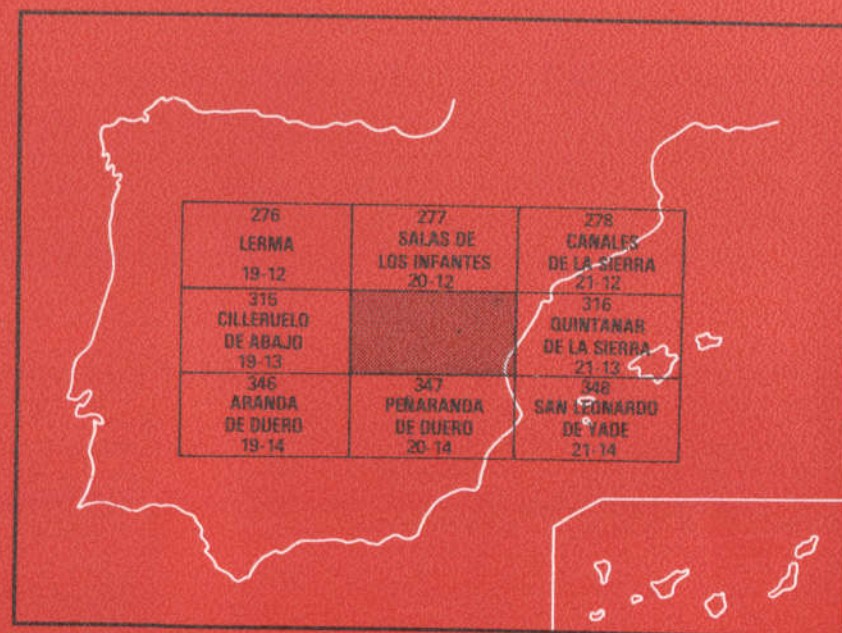 276
LERMA
19-12
277
SALAS DE
LOS INFANTES
20-12
278
CANALES
DE LA SIERRA
21-12
315
CILLERUELO
DE ABAJO
19-13
316
QUINTANAR
DE LA SIERRA
21-13
346
ARANDA
DE DUERO
19-14
347
PEÑARANDA
DE DUERO
20-14
348
SAN LEONARDO
DE YAGE
21-14